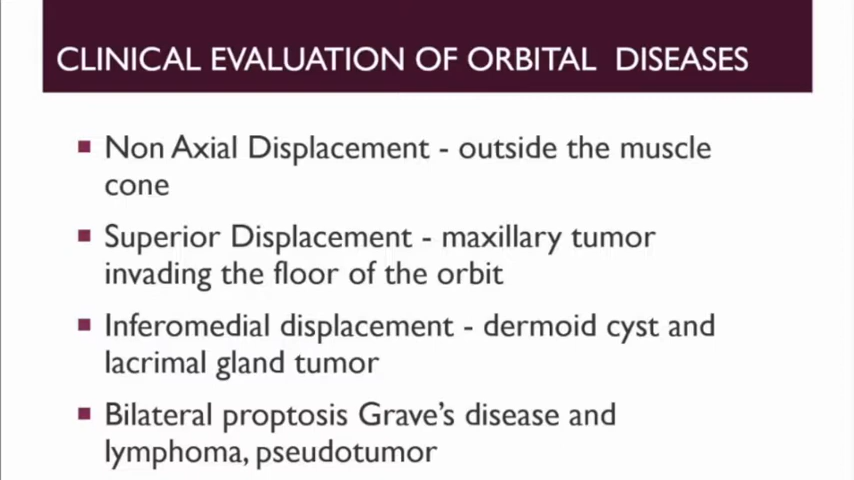 CLINICAL EVALUATION OF ORBITAL DISEASES
Non Axial Displacement - outside the muscle
cone
Superior Displacement - maxillary tumor
invading the floor of the orbit
Inferomedial displacement - dermoid cyst and
lacrimal gland tumor
Bilateral proptosis Grave's disease and
lymphoma, pseudotumor